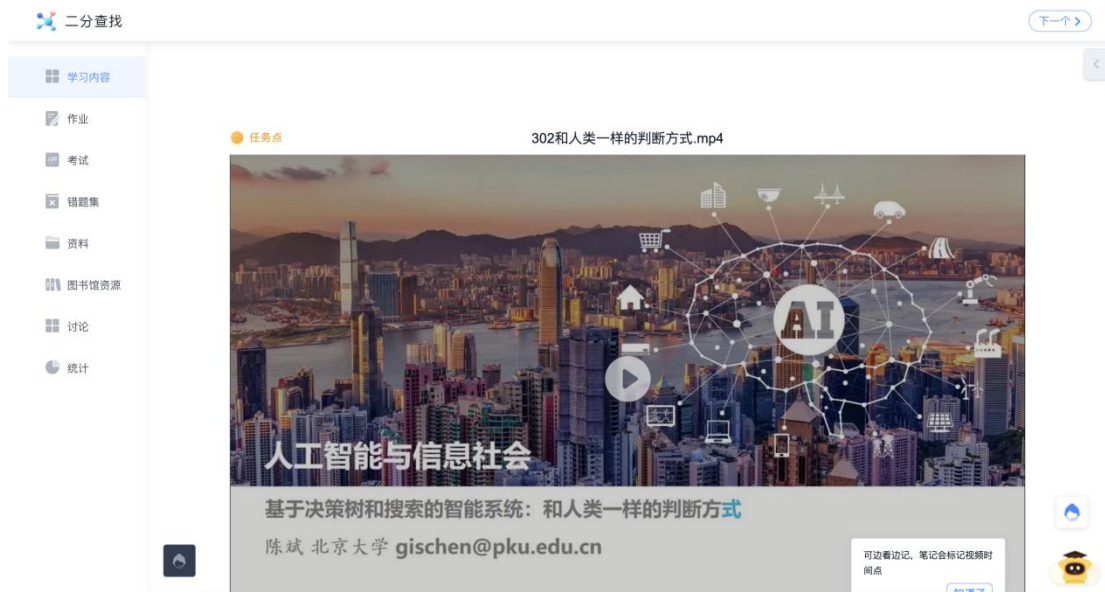 二分查找
下一个
学习内容
作业
考试
错题集
资料
图书馆资源
讨论
统计
任务点
302和人类一样的判断方式.mp4
AI
人工智能与信息社会
基于决策树和搜索的智能系统：和人类一样的判断方式
陈斌 北京大学 gischen@pku.edu.cn
可边看边记，笔记会标记视频时
间点
知道了